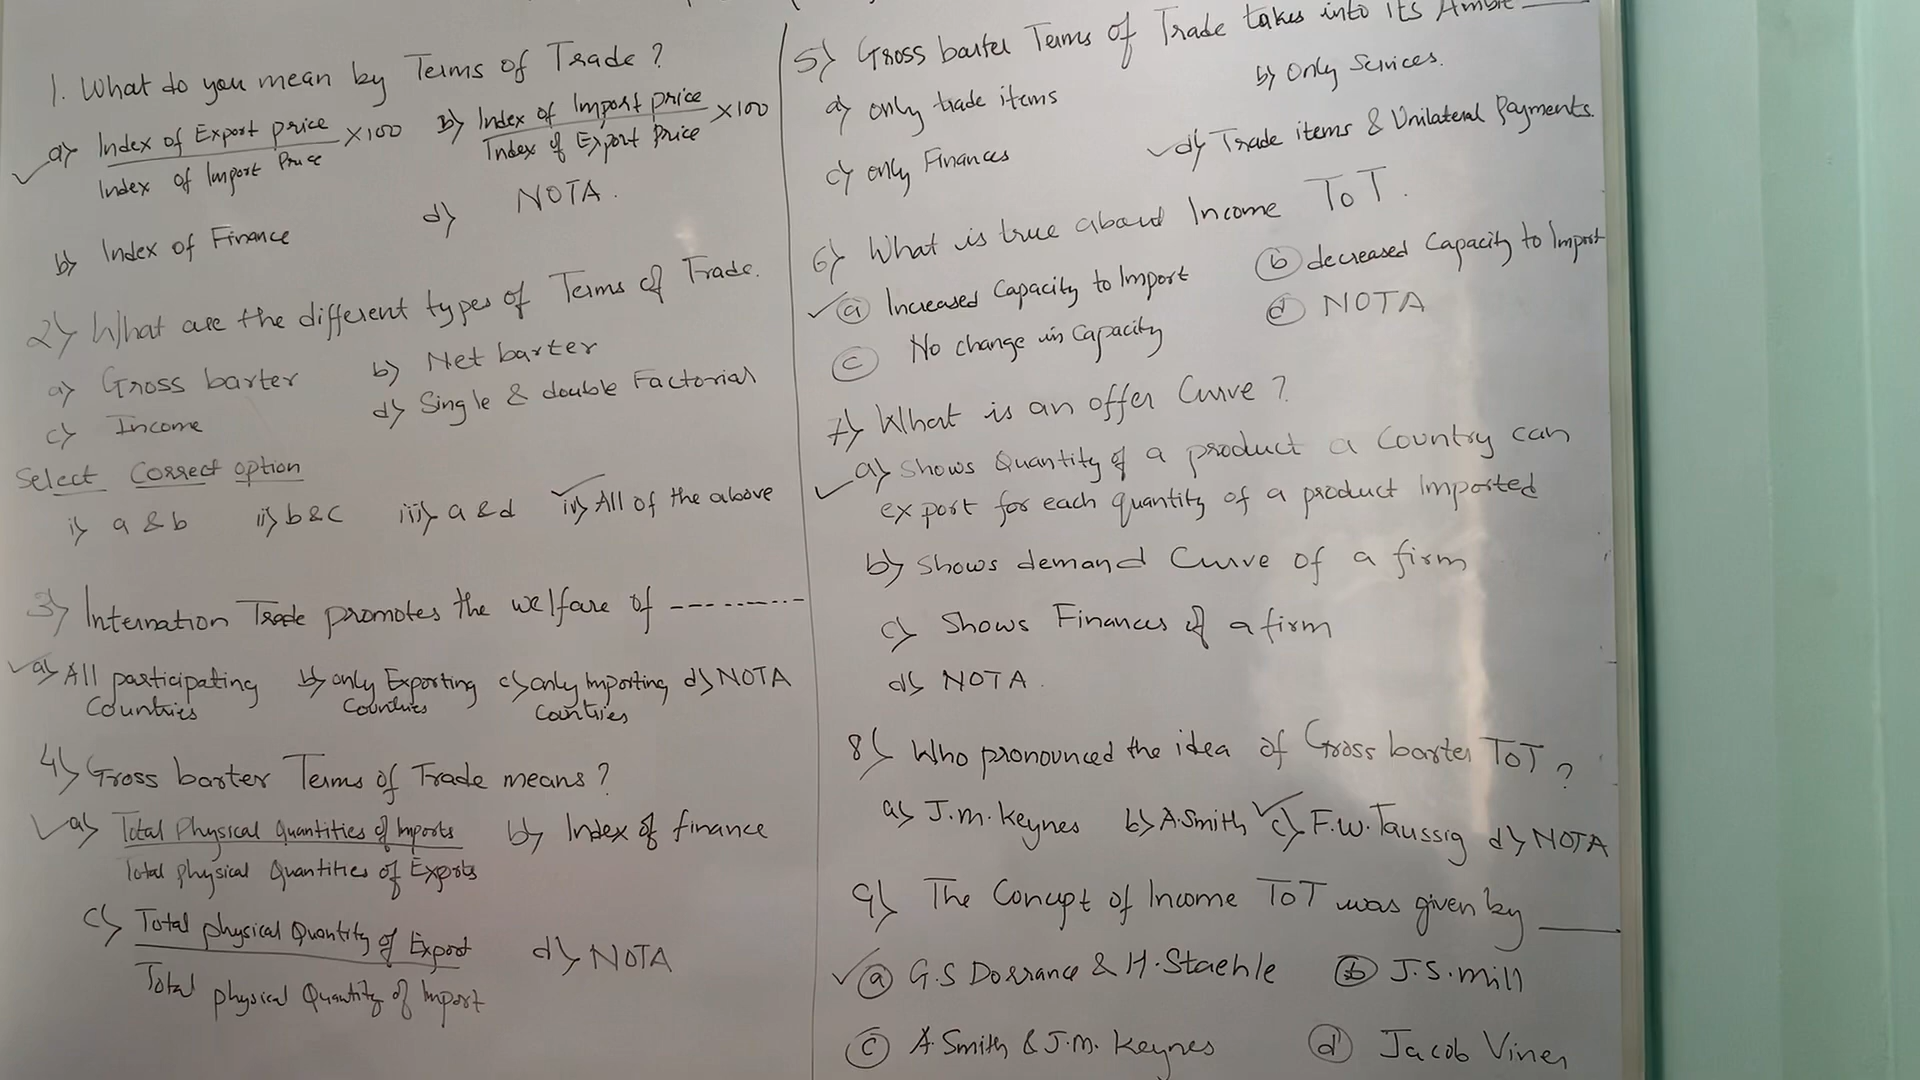 1. What do you mean by Terms of Trade?
a) Index of Export price
Index of Import Price
X100
b) Index of Import price
Index of Export Price
X100
b) Index of Finance
d) NOTA.
2) What are the different types of Terms of Trade.
a) Gross barter
b) Net barter
c) Income
d) Single & double Factorial
Select Correct option
i) a & b
ii) b & c
iii) a & d
iv) All of the above
3) Internation Trade promotes the welfare of ----------
a) All participating
Countries
b) only Exporting
Countries
c) only Importing
Countries
d) NOTA
4) Gross barter Terms of Trade means?
a) Total Physical Quantities of Imports
Total physical Quantities of Exports
b) Index of finance
c) Total physical Quantity of Export
Total physical Quantity of Import
d) NOTA
5) Gross barter Terms of Trade takes into its Ambit ____
a) only trade items
b) Only Services.
c) only Finances
d) Trade items & Unilateral Payments.
6) What is true about Income ToT.
a Increased Capacity to Import
b decreased Capacity to Import
c No change in Capacity
d NOTA
7) What is an offer Curve?
a) Shows Quantity of a product a Country can
export for each quantity of a product Imported
b) Shows demand Curve of a firm
c) Shows Finances of a firm
d) NOTA.
8) Who pronounced the idea of Gross barter ToT?
a) J.M. Keynes
b) A. Smith
c) F.W. Taussig
d) NOTA
9) The Concept of Income ToT was given by ____
a G.S Dorrance & H. Staehle
b J.S. Mill
c A. Smith & J.M. Keynes
d Jacob Viner